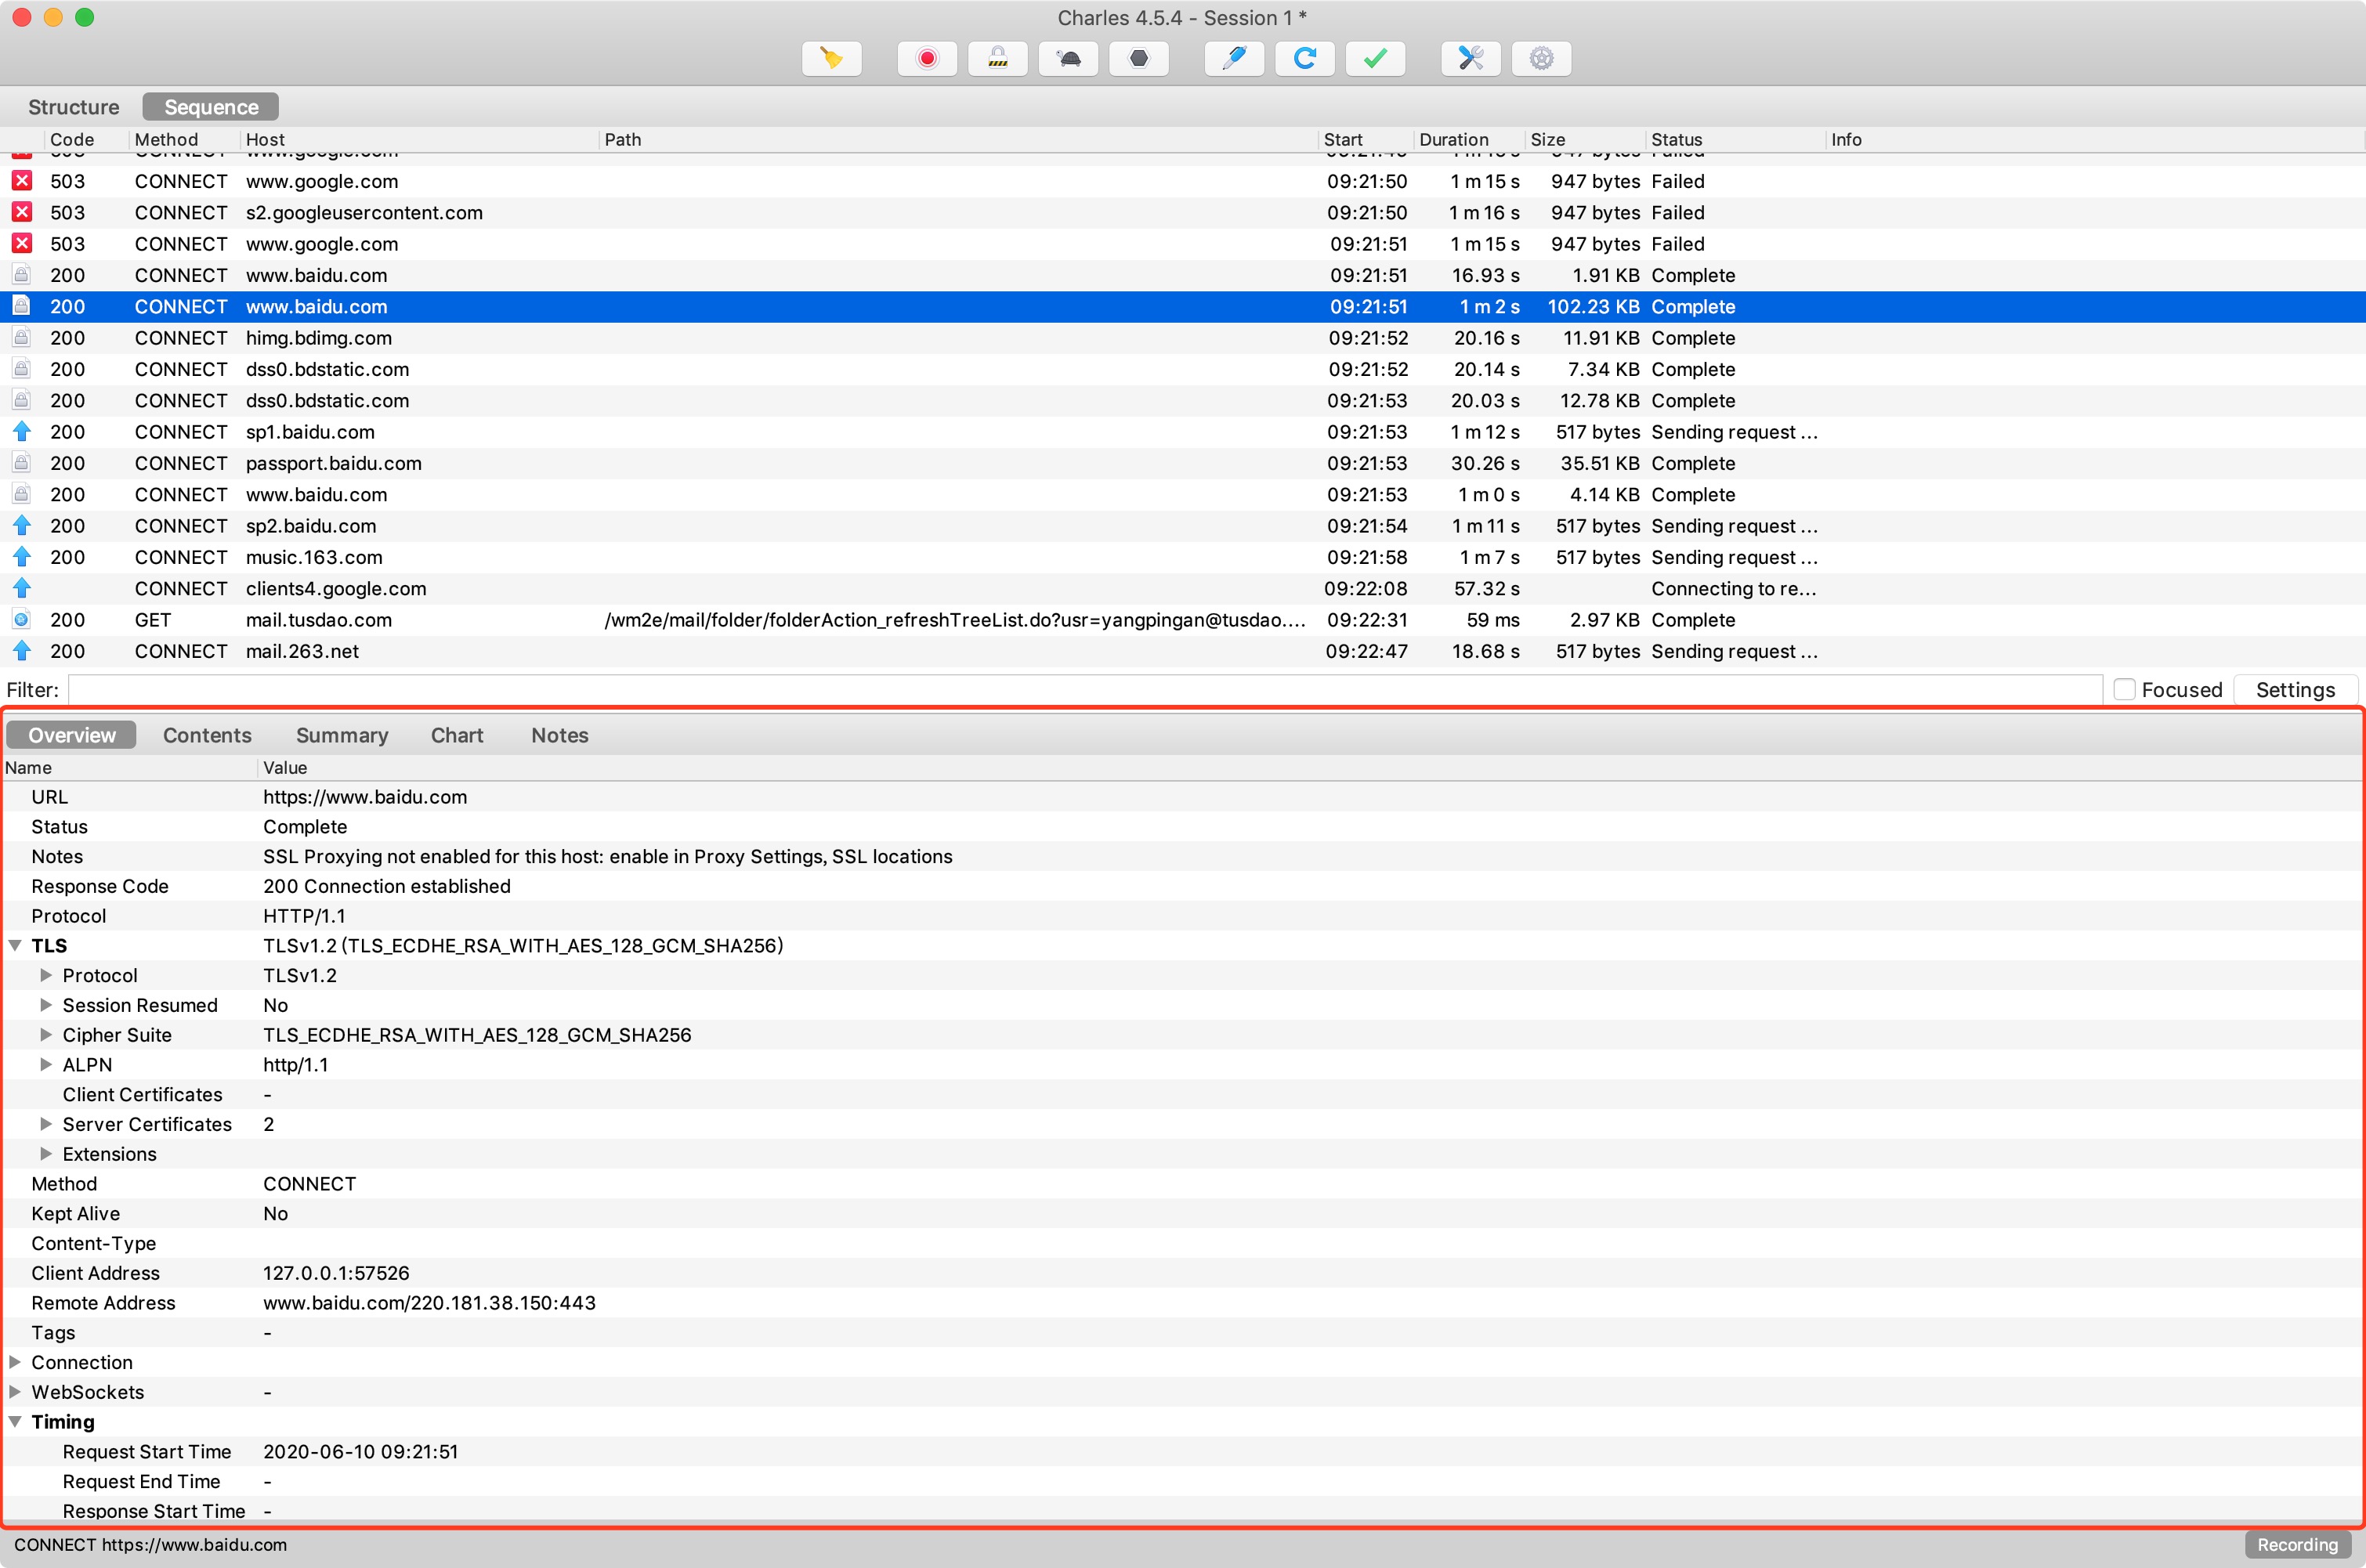 Charles 4.5.4 - Session 1 *
Structure Sequence
Code Method Host Path Start Duration Size Status Info
503 CONNECT www.google.com 947 bytes Failed
503 CONNECT www.google.com 09:21:50 1 m 15 s 947 bytes Failed
503 CONNECT s2.googleusercontent.com 09:21:50 1 m 16 s 947 bytes Failed
503 CONNECT www.google.com 09:21:51 1 m 15 s 947 bytes Failed
200 CONNECT www.baidu.com 09:21:51 16.93 s 1.91 KB Complete
200 CONNECT www.baidu.com 09:21:51 1 m 2 s 102.23 KB Complete
200 CONNECT himg.bdimg.com 09:21:52 20.16 s 11.91 KB Complete
200 CONNECT dss0.bdstatic.com 09:21:52 20.14 s 7.34 KB Complete
200 CONNECT dss0.bdstatic.com 09:21:53 20.03 s 12.78 KB Complete
200 CONNECT sp1.baidu.com 09:21:53 1 m 12 s 517 bytes Sending request ...
200 CONNECT passport.baidu.com 09:21:53 30.26 s 35.51 KB Complete
200 CONNECT www.baidu.com 09:21:53 1 m 0 s 4.14 KB Complete
200 CONNECT sp2.baidu.com 09:21:54 1 m 11 s 517 bytes Sending request ...
200 CONNECT music.163.com 09:21:58 1 m 7 s 517 bytes Sending request ...
CONNECT clients4.google.com 09:22:08 57.32 s Connecting to re...
200 GET mail.tusdao.com /wm2e/mail/folder/folderAction_refreshTreeList.do?usr=yangpingan@tusdao.... 09:22:31 59 ms 2.97 KB Complete
200 CONNECT mail.263.net 09:22:47 18.68 s 517 bytes Sending request ...
Filter: Focused Settings
Overview Contents Summary Chart Notes
Name Value
URL https://www.baidu.com
Status Complete
Notes SSL Proxying not enabled for this host: enable in Proxy Settings, SSL locations
Response Code 200 Connection established
Protocol HTTP/1.1
TLS TLSv1.2 (TLS_ECDHE_RSA_WITH_AES_128_GCM_SHA256)
Protocol TLSv1.2
Session Resumed No
Cipher Suite TLS_ECDHE_RSA_WITH_AES_128_GCM_SHA256
ALPN http/1.1
Client Certificates -
Server Certificates 2
Extensions
Method CONNECT
Kept Alive No
Content-Type
Client Address 127.0.0.1:57526
Remote Address www.baidu.com/220.181.38.150:443
Tags -
Connection
WebSockets -
Timing
Request Start Time 2020-06-10 09:21:51
Request End Time -
Response Start Time -
CONNECT https://www.baidu.com Recording